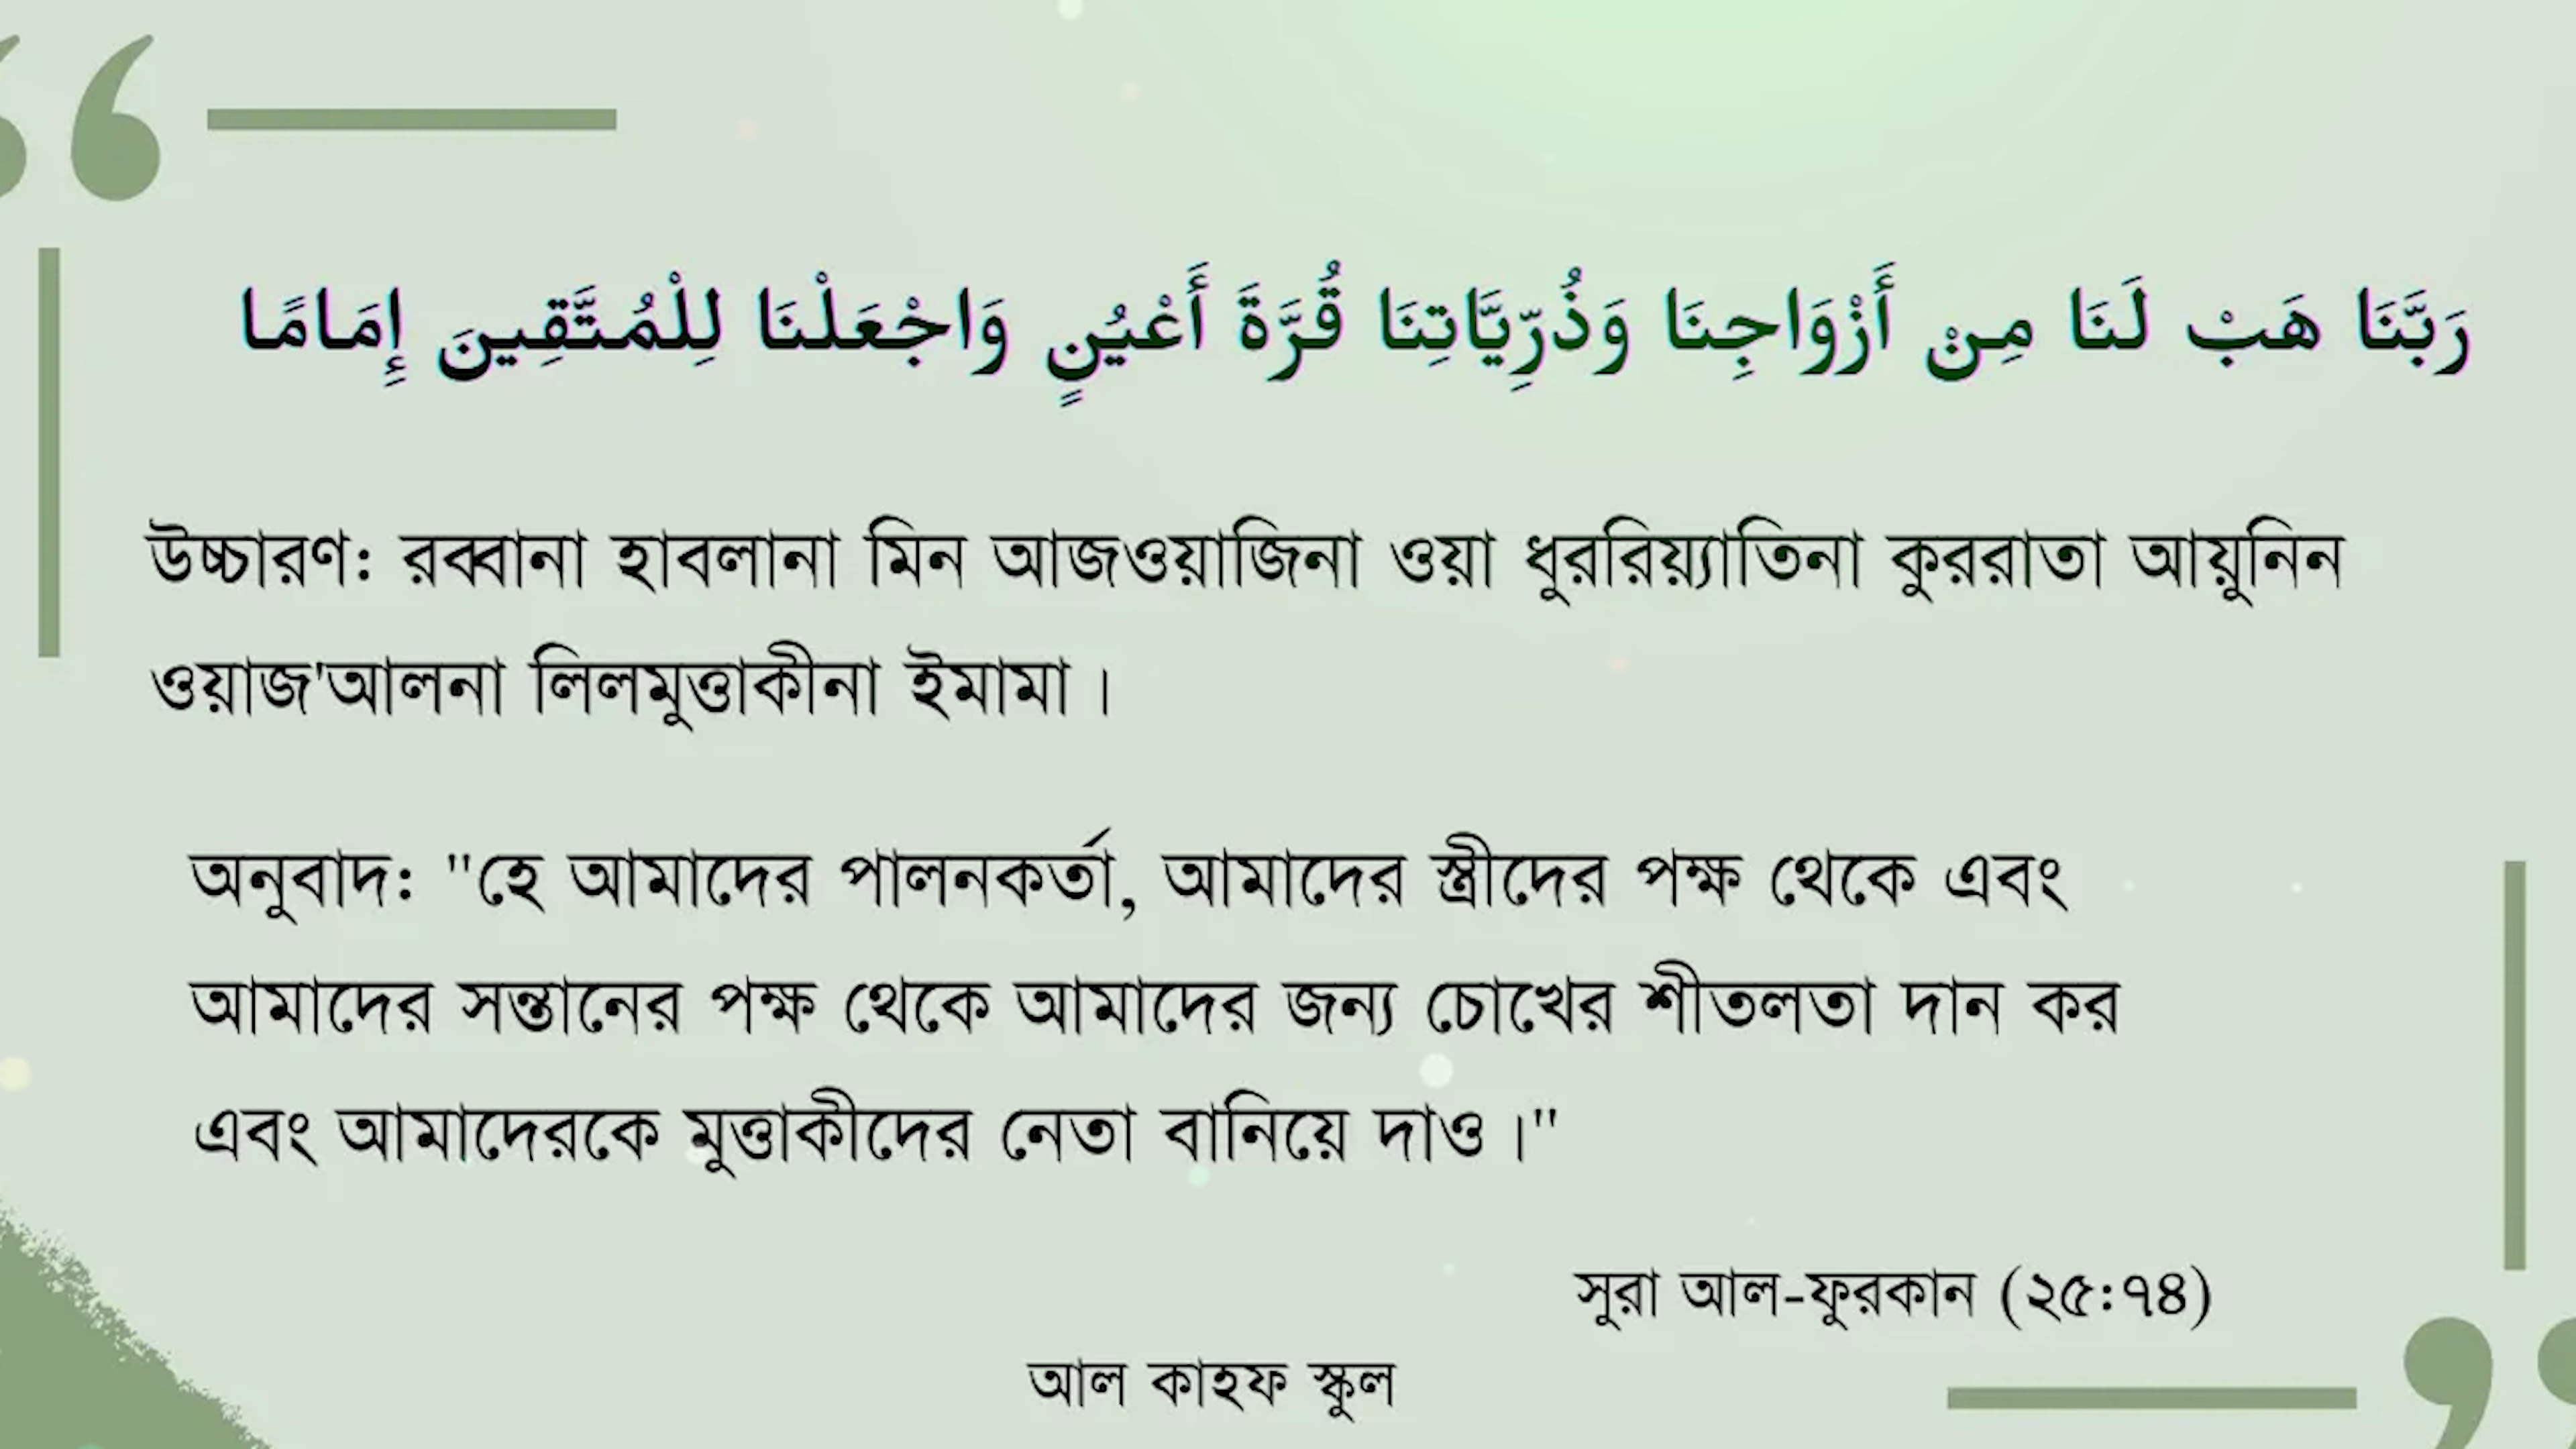 رَبَّنَا هَبْ لَنَا مِنْ أَزْوَاجِنَا وَذُرِّيَّاتِنَا قُرَّةَ أَعْيُنٍ وَاجْعَلْنَا لِلْمُتَّقِينَ إِمَامًا
উচ্চারণ: রব্বানা হাবলানা মিন আজওয়াজিনা ওয়া ধুররিয়্যাতিনা কুররাতা আয়ুনিন
ওয়াজ'আলনা লিলমুত্তাকীনা ইমামা।
অনুবাদ: "হে আমাদের পালনকর্তা, আমাদের স্ত্রীদের পক্ষ থেকে এবং
আমাদের সন্তানের পক্ষ থেকে আমাদের জন্য চোখের শীতলতা দান কর
এবং আমাদেরকে মুত্তাকীদের নেতা বানিয়ে দাও।"
সুরা আল-ফুরকান (২৫:৭৪)
আল কাহফ স্কুল